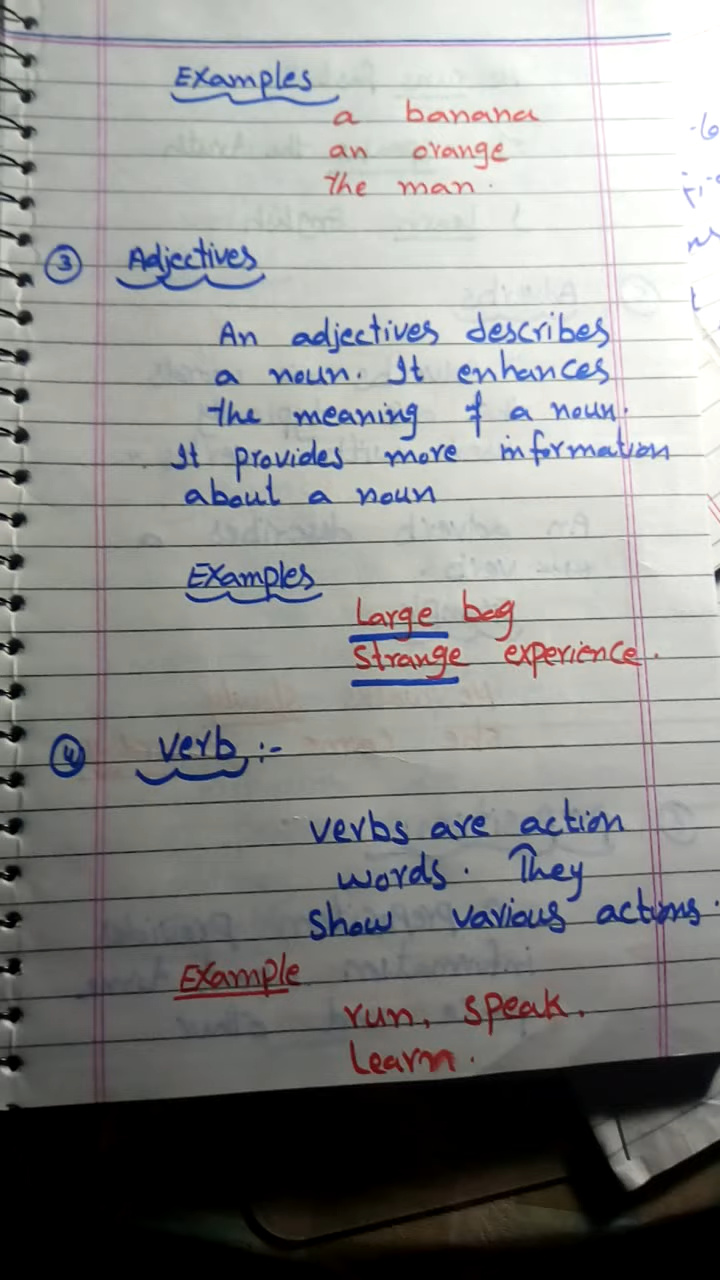 Examples
a banana
an orange
the man.
3 Adjectives
An adjectives describes
a noun. It enhances
the meaning of a noun.
It provides more information
about a noun
Examples
Large bag
Strange experience.
4 verb :-
verbs are action
words. They
show various actions.
Example
run, speak.
Learn.